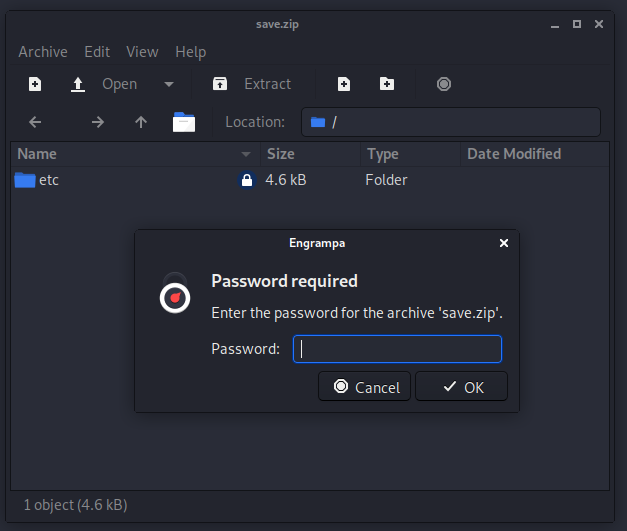 save.zip
Archive Edit View Help
Open Extract
Location: /
Name Size Type Date Modified
etc 4.6 kB Folder
Engrampa
Password required
Enter the password for the archive 'save.zip'.
Password:
Cancel OK
1 object (4.6 kB)